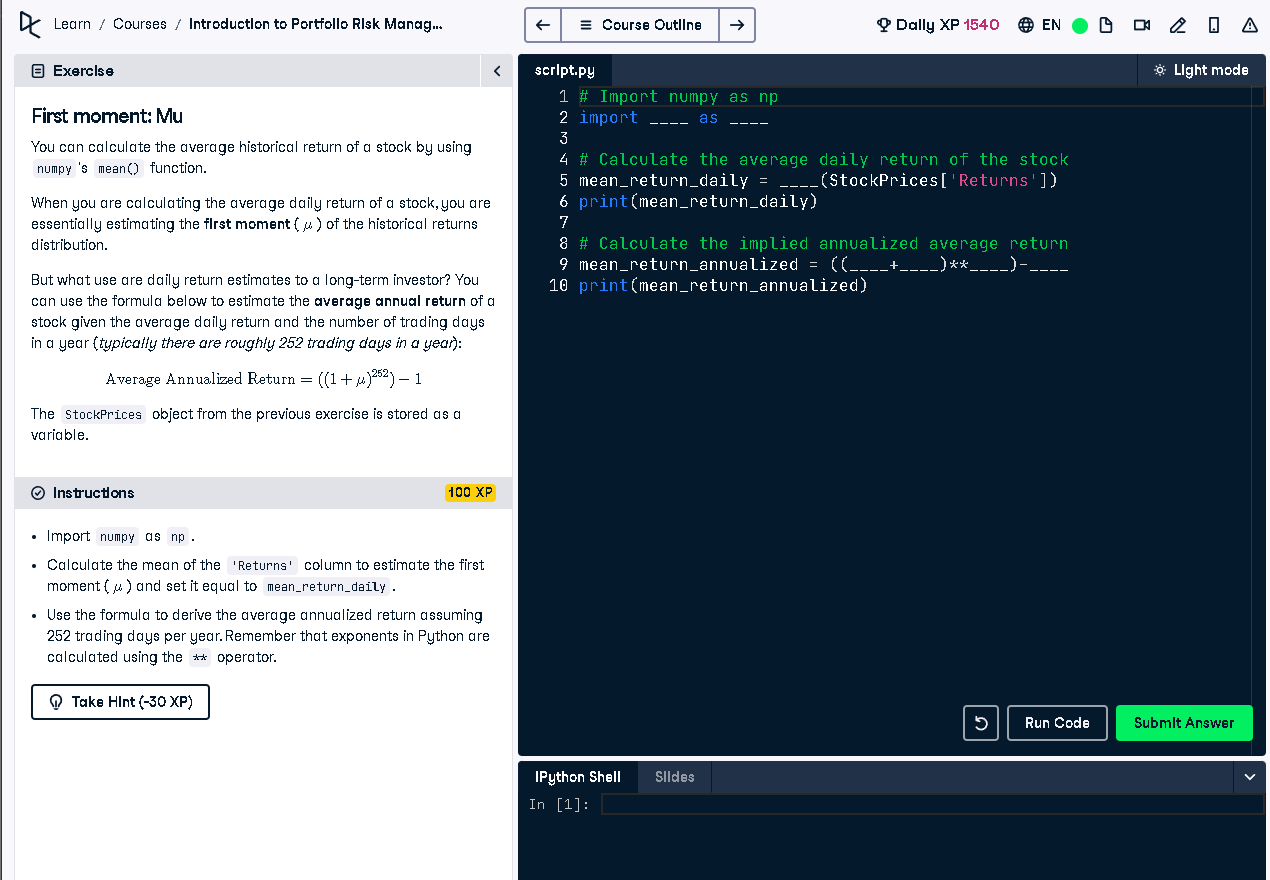 Learn / Courses / Introduction to Portfolio Risk Manag...
Course Outline
Daily XP 1540
EN
Exercise
First moment: Mu
You can calculate the average historical return of a stock by using
numpy 's mean() function.
When you are calculating the average daily return of a stock, you are
essentially estimating the first moment ( μ ) of the historical returns
distribution.
But what use are daily return estimates to a long-term investor? You
can use the formula below to estimate the average annual return of a
stock given the average daily return and the number of trading days
in a year (typically there are roughly 252 trading days in a year):
Average Annualized Return = ((1 + μ)²⁵²) − 1
The StockPrices object from the previous exercise is stored as a
variable.
Instructions
100 XP
• Import numpy as np .
• Calculate the mean of the 'Returns' column to estimate the first
moment ( μ ) and set it equal to mean_return_daily .
• Use the formula to derive the average annualized return assuming
252 trading days per year. Remember that exponents in Python are
calculated using the ** operator.
Take Hint (-30 XP)
script.py
Light mode
1 # Import numpy as np
2 import ____ as ____
3
4 # Calculate the average daily return of the stock
5 mean_return_daily = ____(StockPrices['Returns'])
6 print(mean_return_daily)
7
8 # Calculate the implied annualized average return
9 mean_return_annualized = ((____+____)**____)-____
10 print(mean_return_annualized)
Run Code
Submit Answer
IPython Shell
Slides
In [1]: